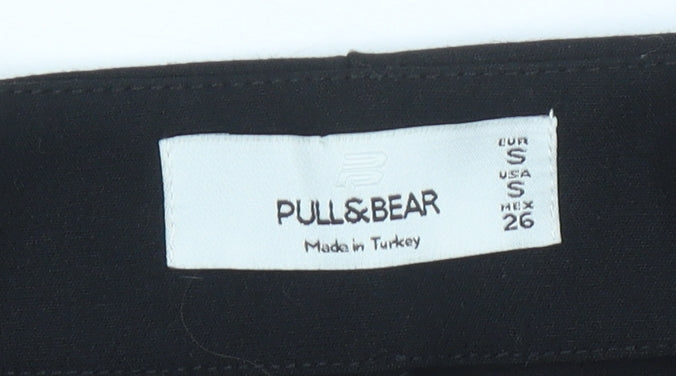 PULL&BEAR
Made in Turkey
EUR
S
USA
S
MEX
26